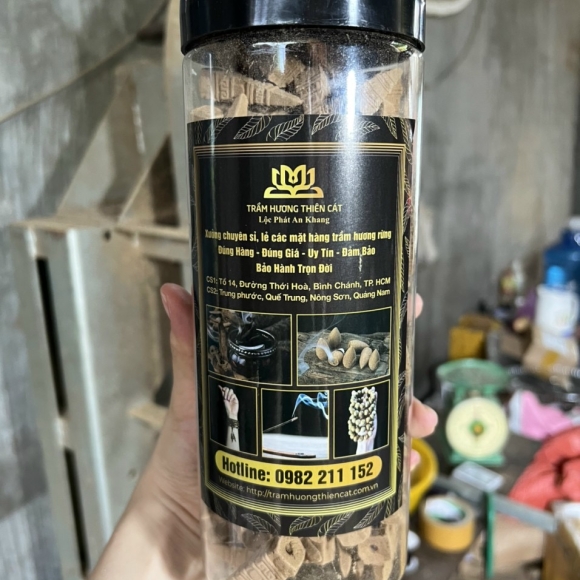 TRẦM HƯƠNG THIÊN CÁT
Lộc Phát An Khang
Xưởng chuyên sỉ, lẻ các mặt hàng trầm hương rừng
Đúng Hàng - Đúng Giá - Uy Tín - Đảm Bảo
Bảo Hành Trọn Đời
CS1: Tổ 14, Đường Thới Hoà, Bình Chánh, TP. HCM
CS2: Trung phước, Quế Trung, Nông Sơn, Quảng Nam
Hotline: 0982 211 152
Website: http://tramhuongthiencat.com.vn